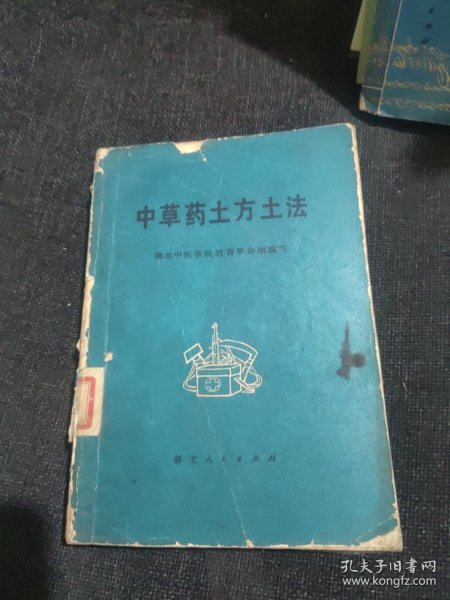 中草药土方土法
湖北中医学院教育革命组编写
湖北人民出版社
孔夫子旧书网
www.kongfz.com